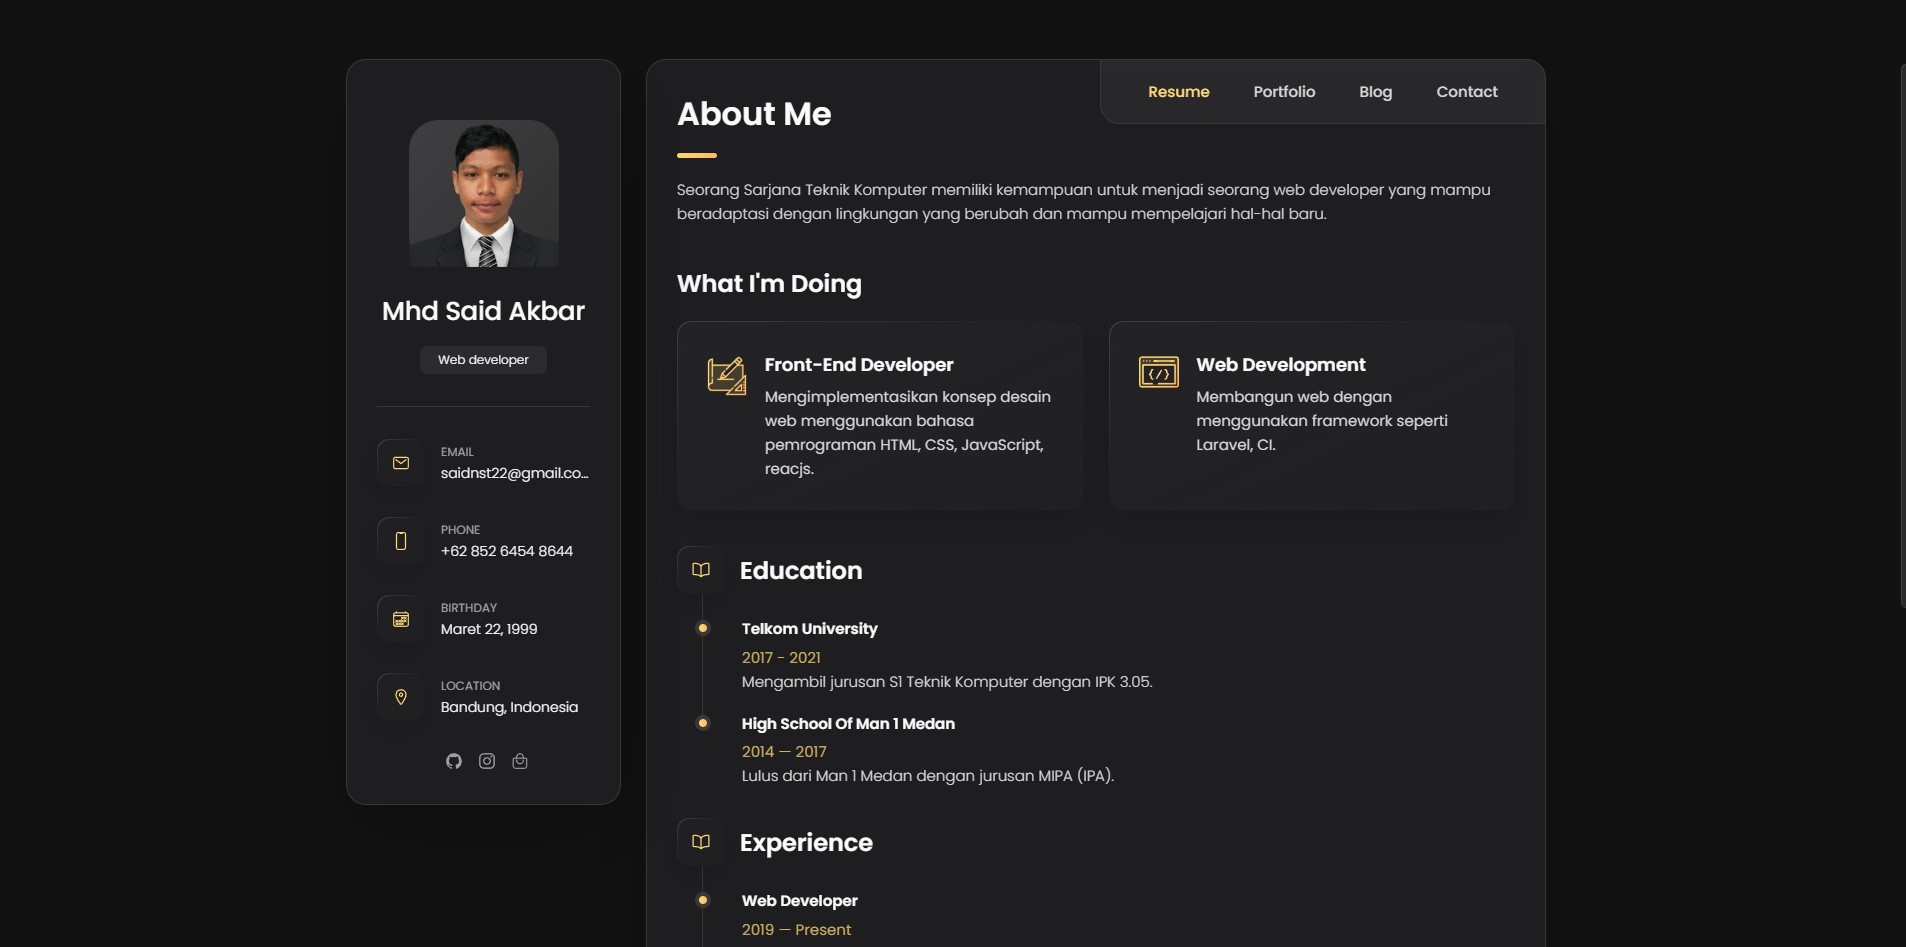 Mhd Said Akbar
Web developer
EMAIL
saidnst22@gmail.co...
PHONE
+62 852 6454 8644
BIRTHDAY
Maret 22, 1999
LOCATION
Bandung, Indonesia
Resume Portfolio Blog Contact
About Me
Seorang Sarjana Teknik Komputer memiliki kemampuan untuk menjadi seorang web developer yang mampu
beradaptasi dengan lingkungan yang berubah dan mampu mempelajari hal-hal baru.
What I'm Doing
Front-End Developer
Mengimplementasikan konsep desain
web menggunakan bahasa
pemrograman HTML, CSS, JavaScript,
reacjs.
Web Development
Membangun web dengan
menggunakan framework seperti
Laravel, CI.
Education
Telkom University
2017 - 2021
Mengambil jurusan S1 Teknik Komputer dengan IPK 3.05.
High School Of Man 1 Medan
2014 — 2017
Lulus dari Man 1 Medan dengan jurusan MIPA (IPA).
Experience
Web Developer
2019 — Present